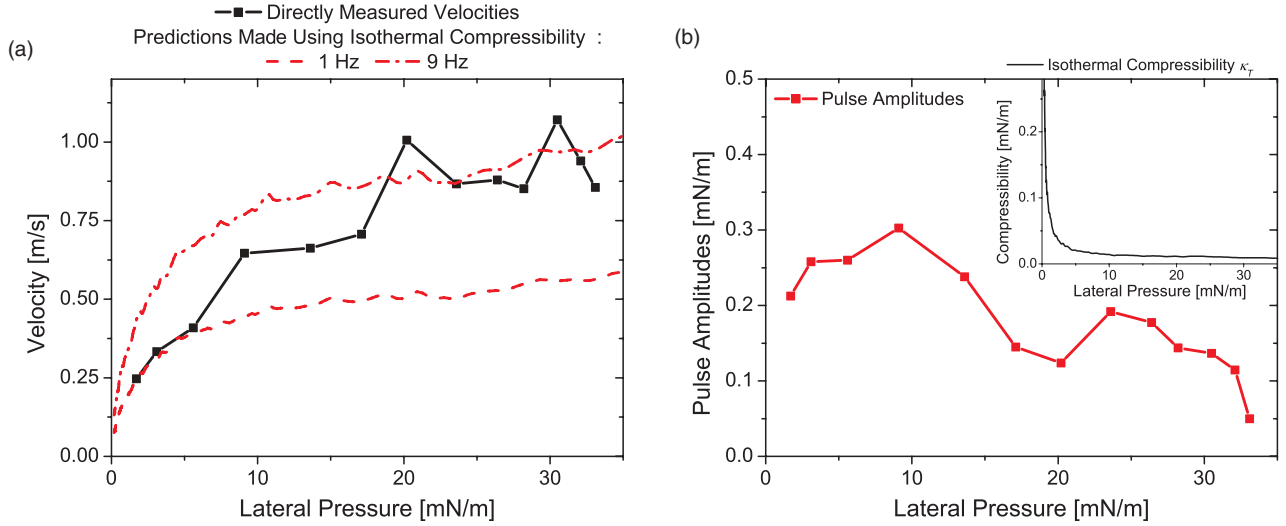 (a)
Directly Measured Velocities
Predictions Made Using Isothermal Compressibility :
1 Hz 9 Hz
Velocity [m/s]
1.00
0.75
0.50
0.25
0.00
0 10 20 30
Lateral Pressure [mN/m]
(b)
Isothermal Compressibility κT
Pulse Amplitudes
Pulse Amplitudes [mN/m]
0.5
0.4
0.3
0.2
0.1
0.0
0 10 20 30
Lateral Pressure [mN/m]
Compressibility [mN/m]
0.2
0.1
0.0
0 10 20 30
Lateral Pressure [mN/m]